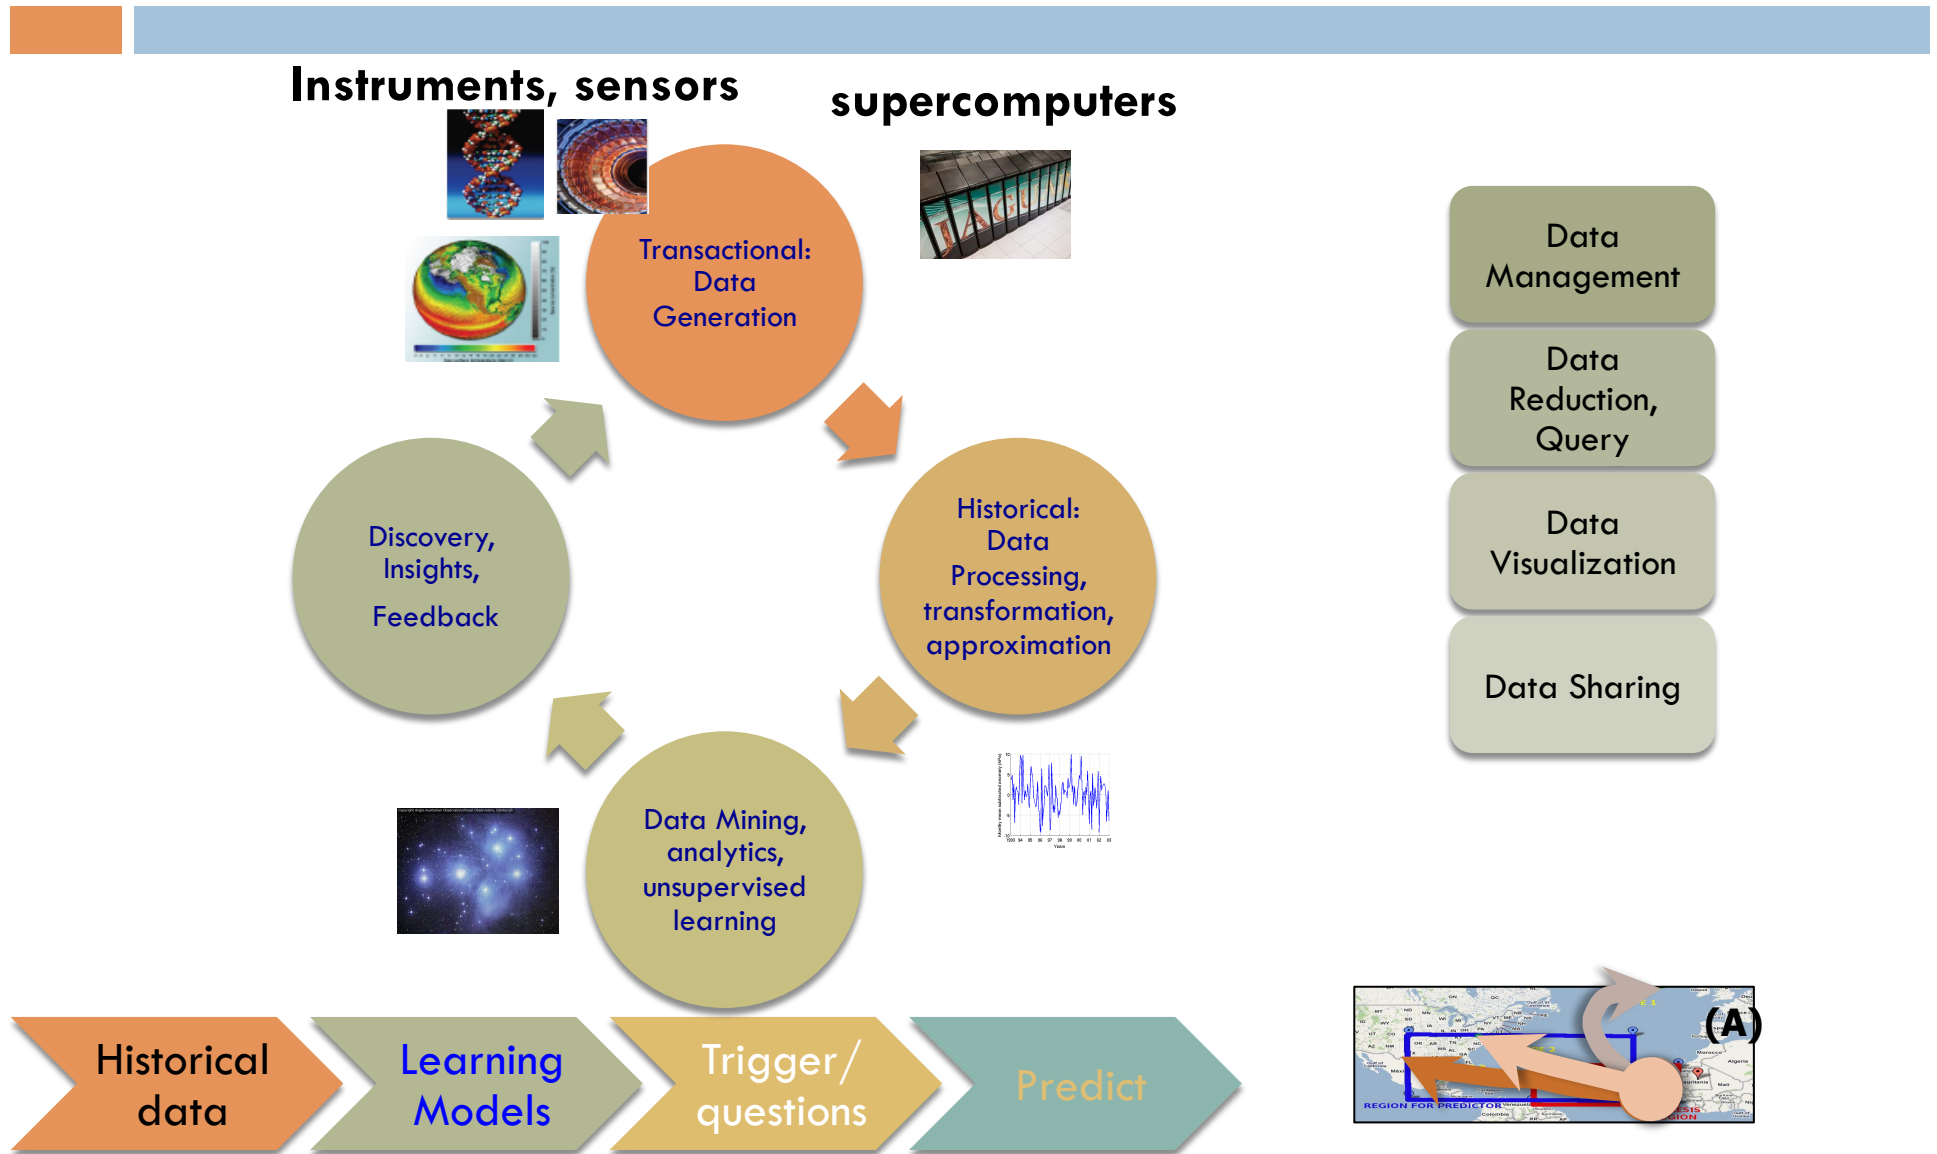 Instruments, sensors
supercomputers
Transactional:
Data
Generation
Historical:
Data
Processing,
transformation,
approximation
Data Mining,
analytics,
unsupervised
learning
Discovery,
Insights,
Feedback
Data
Management
Data
Reduction,
Query
Data
Visualization
Data Sharing
Years
(A)
REGION FOR PREDICTOR
Historical
data
Learning
Models
Trigger/
questions
Predict